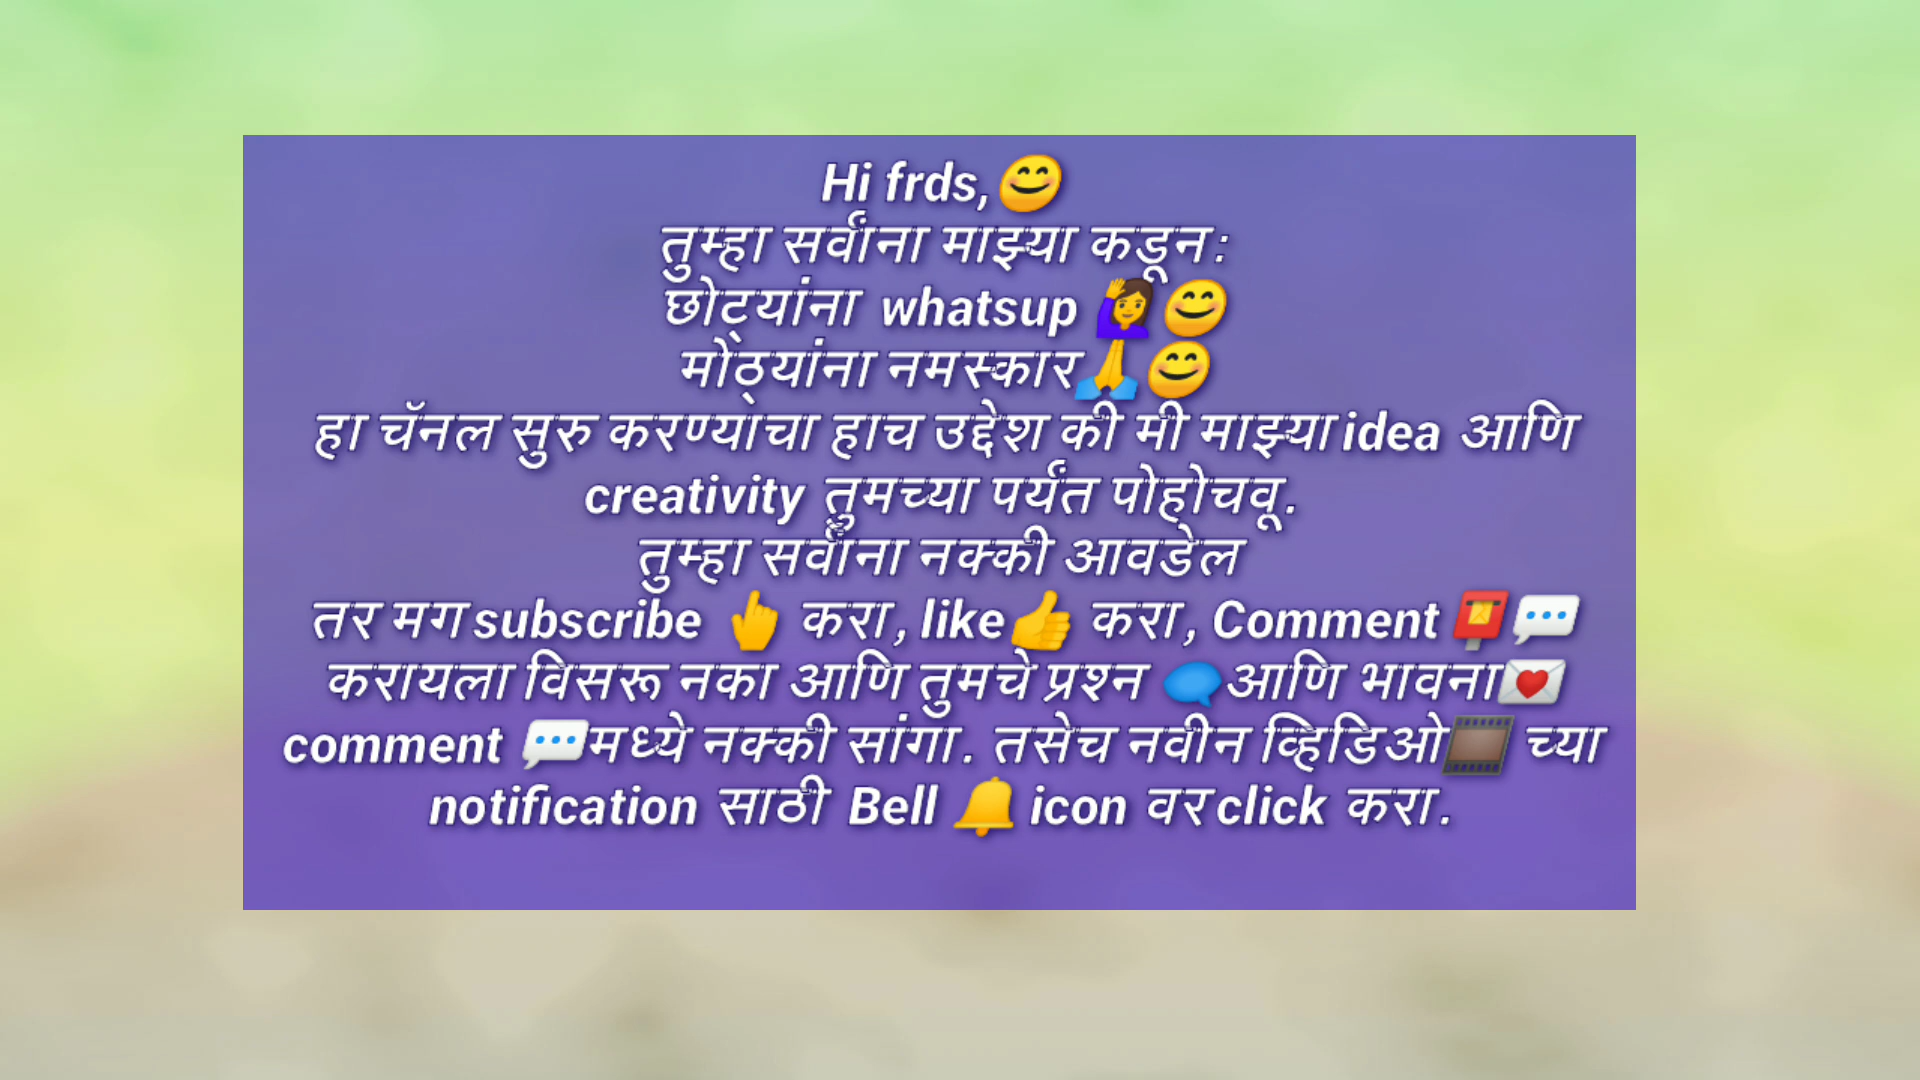 Hi frds,😊
तुम्हा सर्वांना माझ्या कडून:
छोट्यांना whatsup 🙋‍♀️😊
मोठ्यांना नमस्कार🙏😊
हा चॅनल सुरु करण्याचा हाच उद्देश की मी माझ्या idea आणि
creativity तुमच्या पर्यंत पोहोचवू.
तुम्हा सर्वांना नक्की आवडेल
तर मग subscribe 👆 करा, like👍 करा, Comment 📮💬
करायला विसरू नका आणि तुमचे प्रश्न 🗨️आणि भावना💌
comment 💬मध्ये नक्की सांगा. तसेच नवीन व्हिडिओ🎞️ च्या
notification साठी Bell 🔔 icon वर click करा.